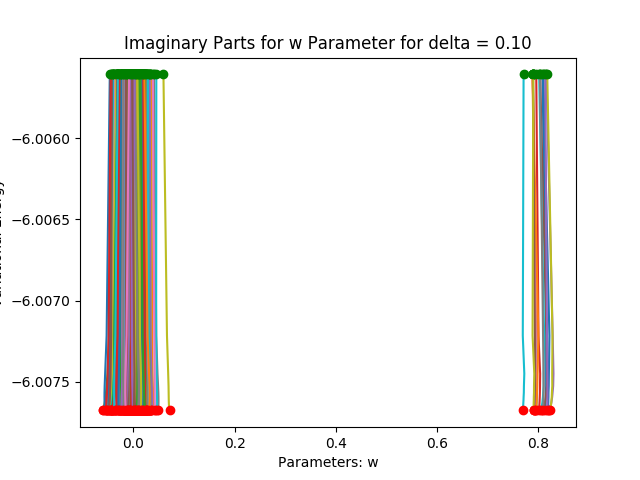 Imaginary Parts for w Parameter for delta = 0.10
−6.0060
−6.0065
−6.0070
−6.0075
0.0 0.2 0.4 0.6 0.8
Parameters: w